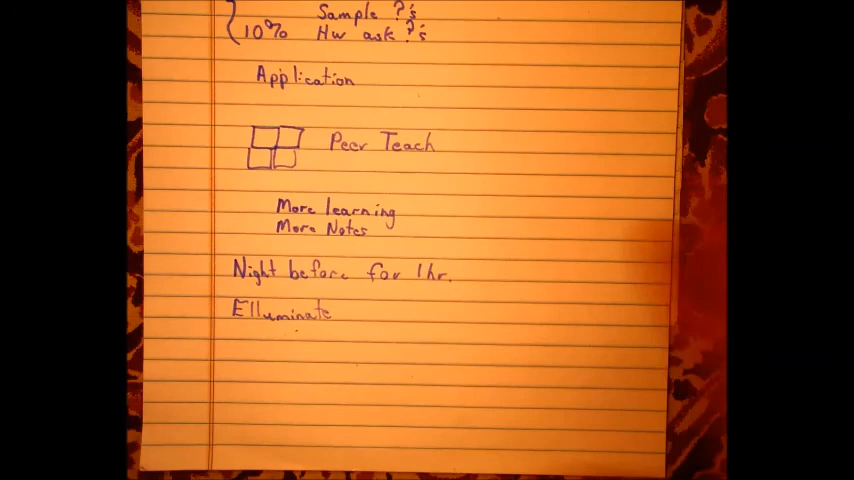 Sample ?'s
10% Hw ask ?'s
Application
Peer Teach
More learning
More Notes
Night before for 1hr.
Elluminate